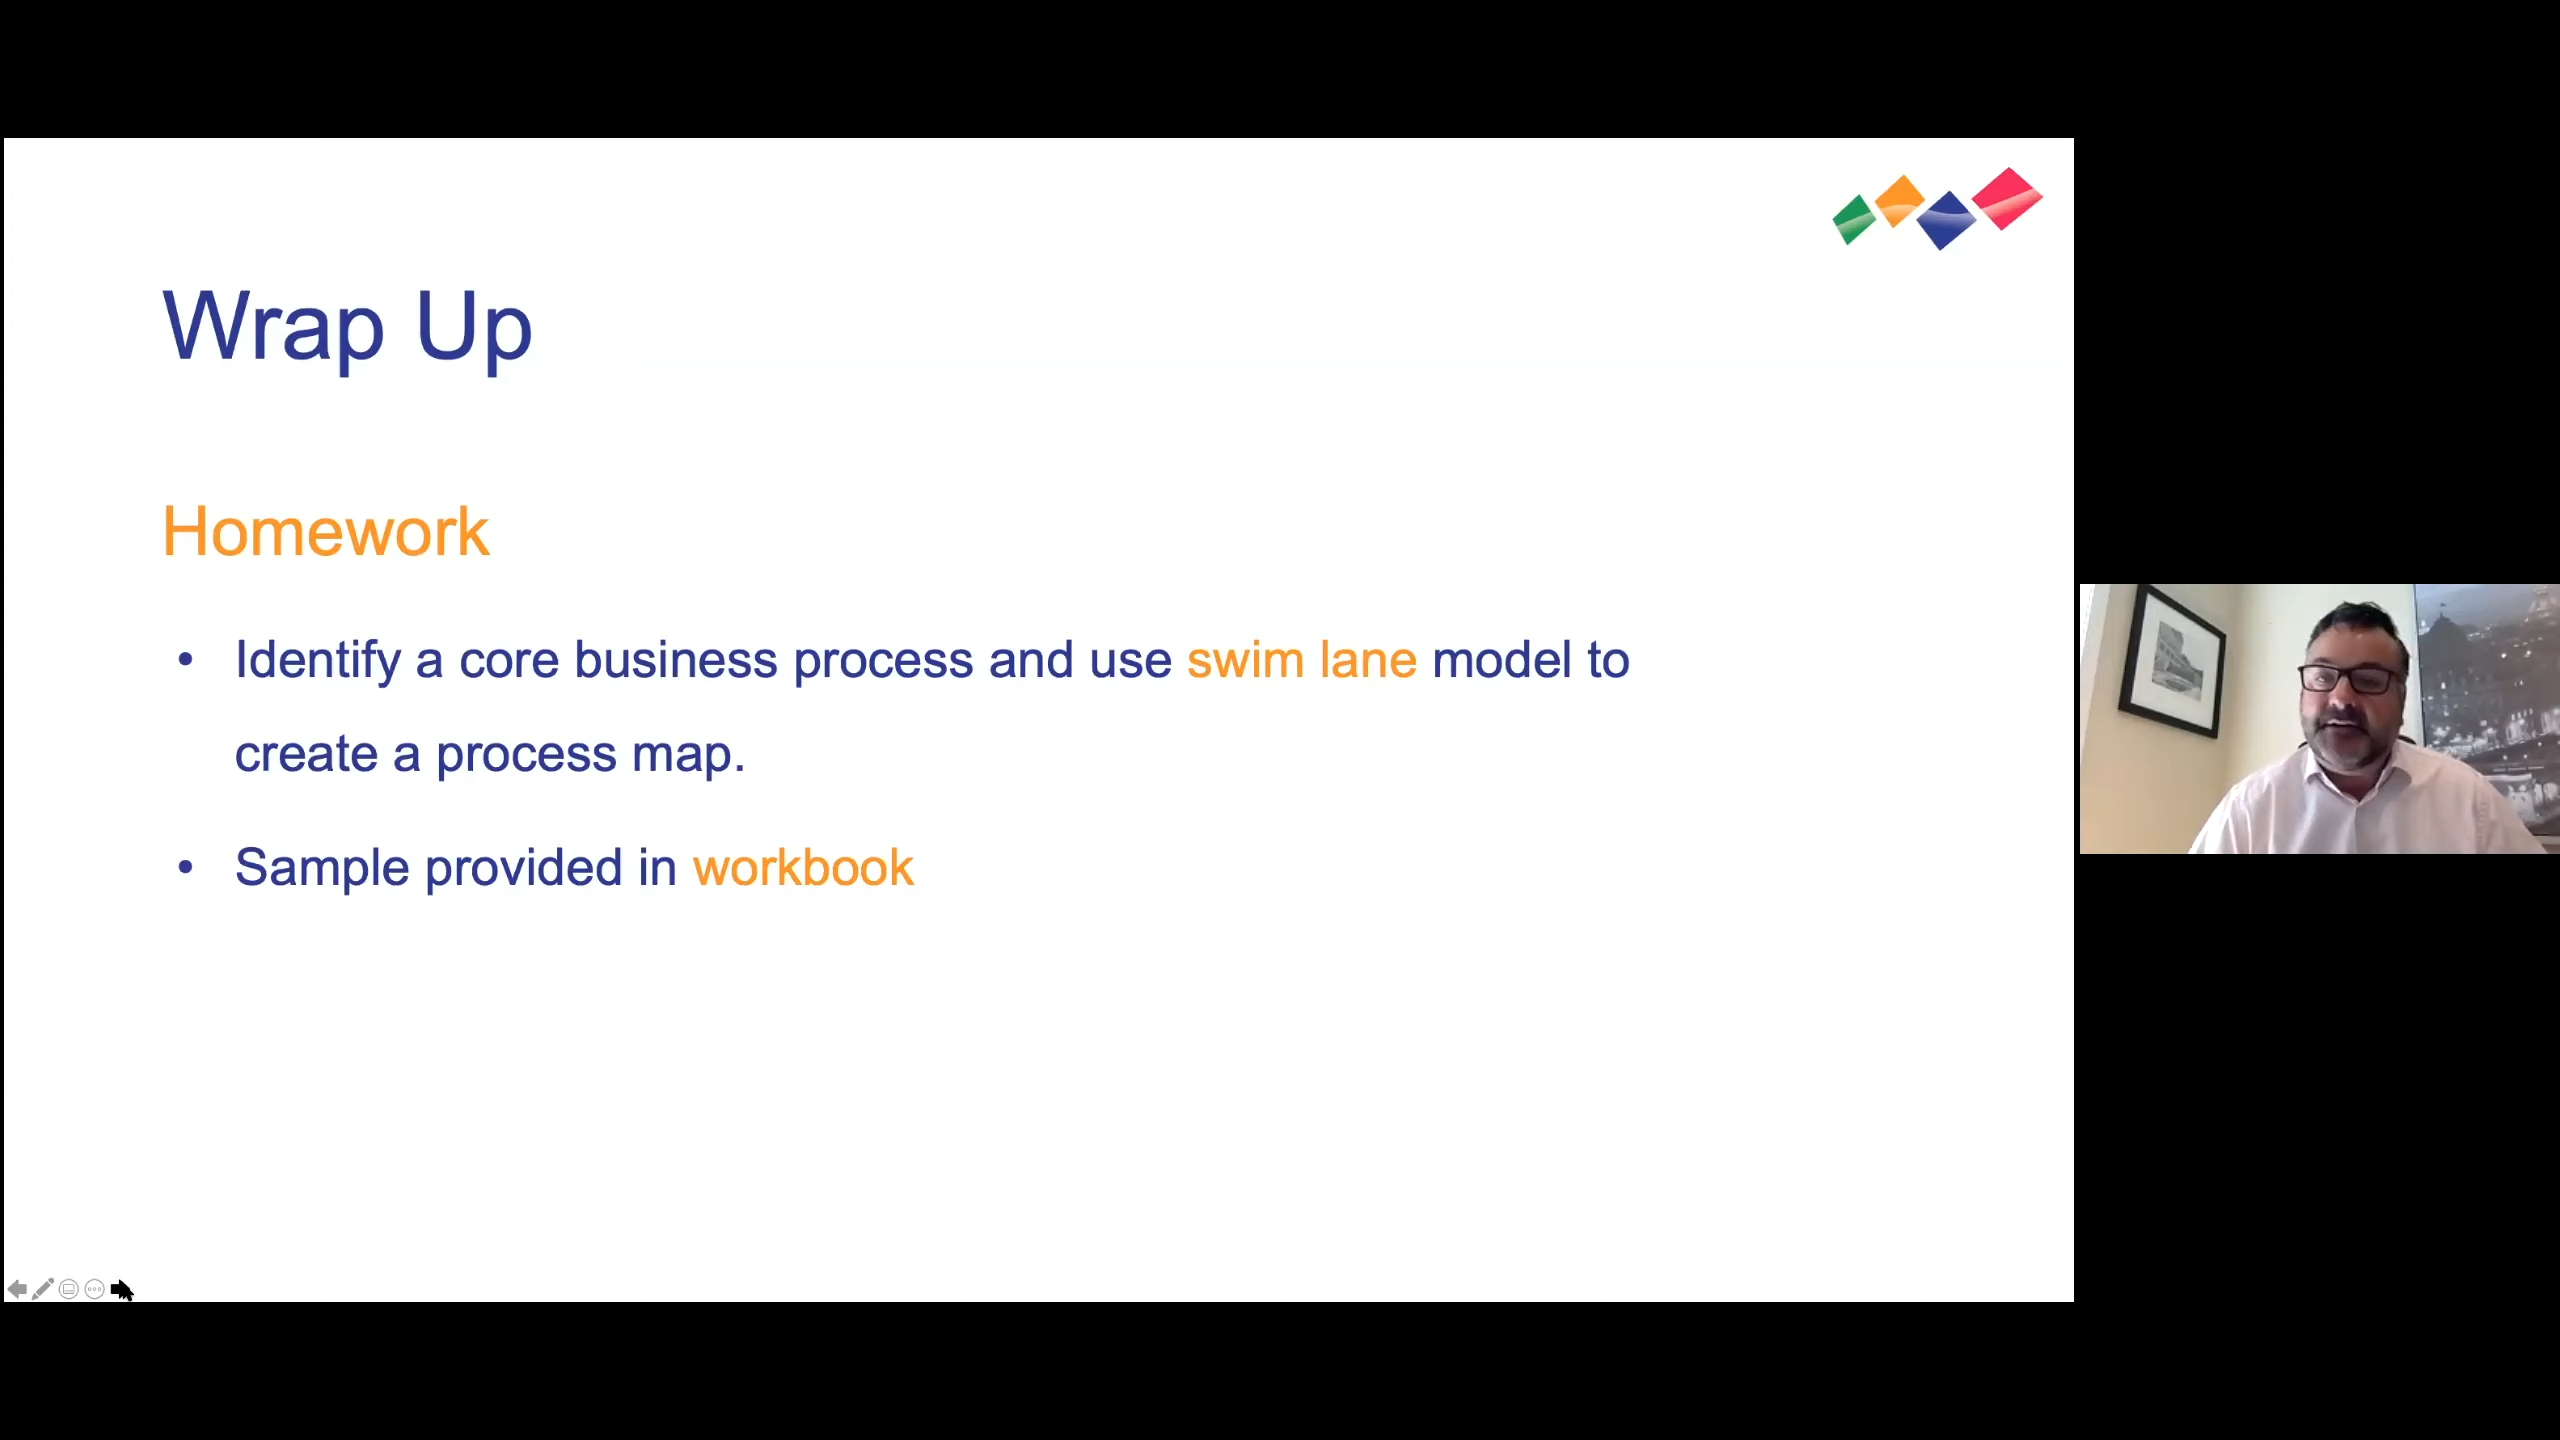 Wrap Up
Homework
• Identify a core business process and use swim lane model to
create a process map.
• Sample provided in workbook